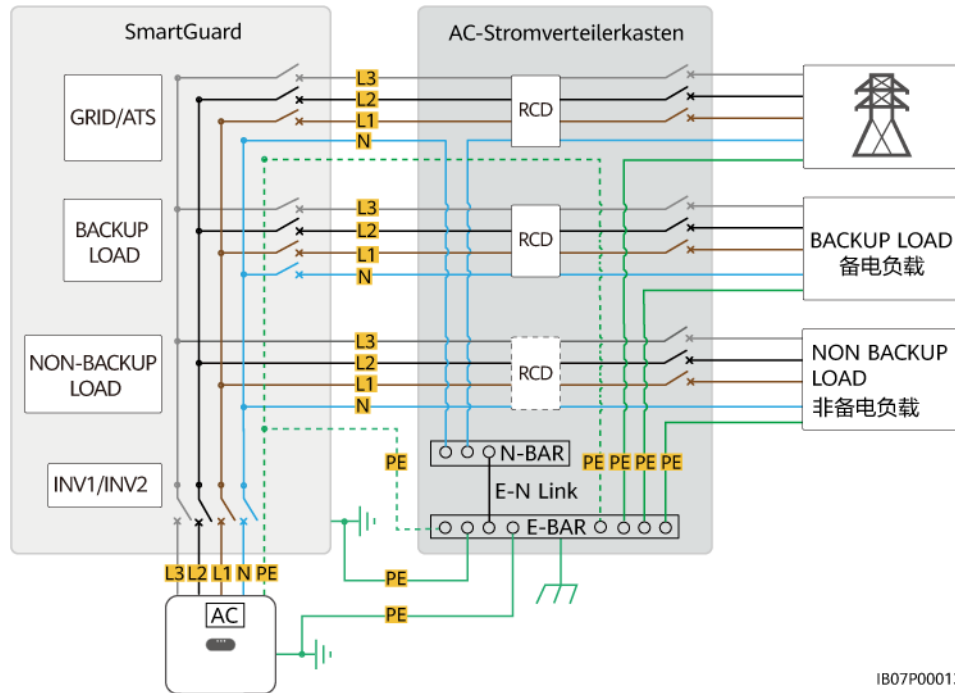 SmartGuard
AC-Stromverteilerkasten
GRID/ATS
L3
L2
L1
N
RCD
BACKUP
LOAD
L3
L2
L1
N
RCD
BACKUP LOAD
备电负载
NON-BACKUP
LOAD
L3
L2
L1
N
RCD
NON BACKUP
LOAD
非备电负载
INV1/INV2
N-BAR
PE
PE
PE
PE
PE
E-N Link
E-BAR
L3
L2
L1
N
PE
PE
PE
AC